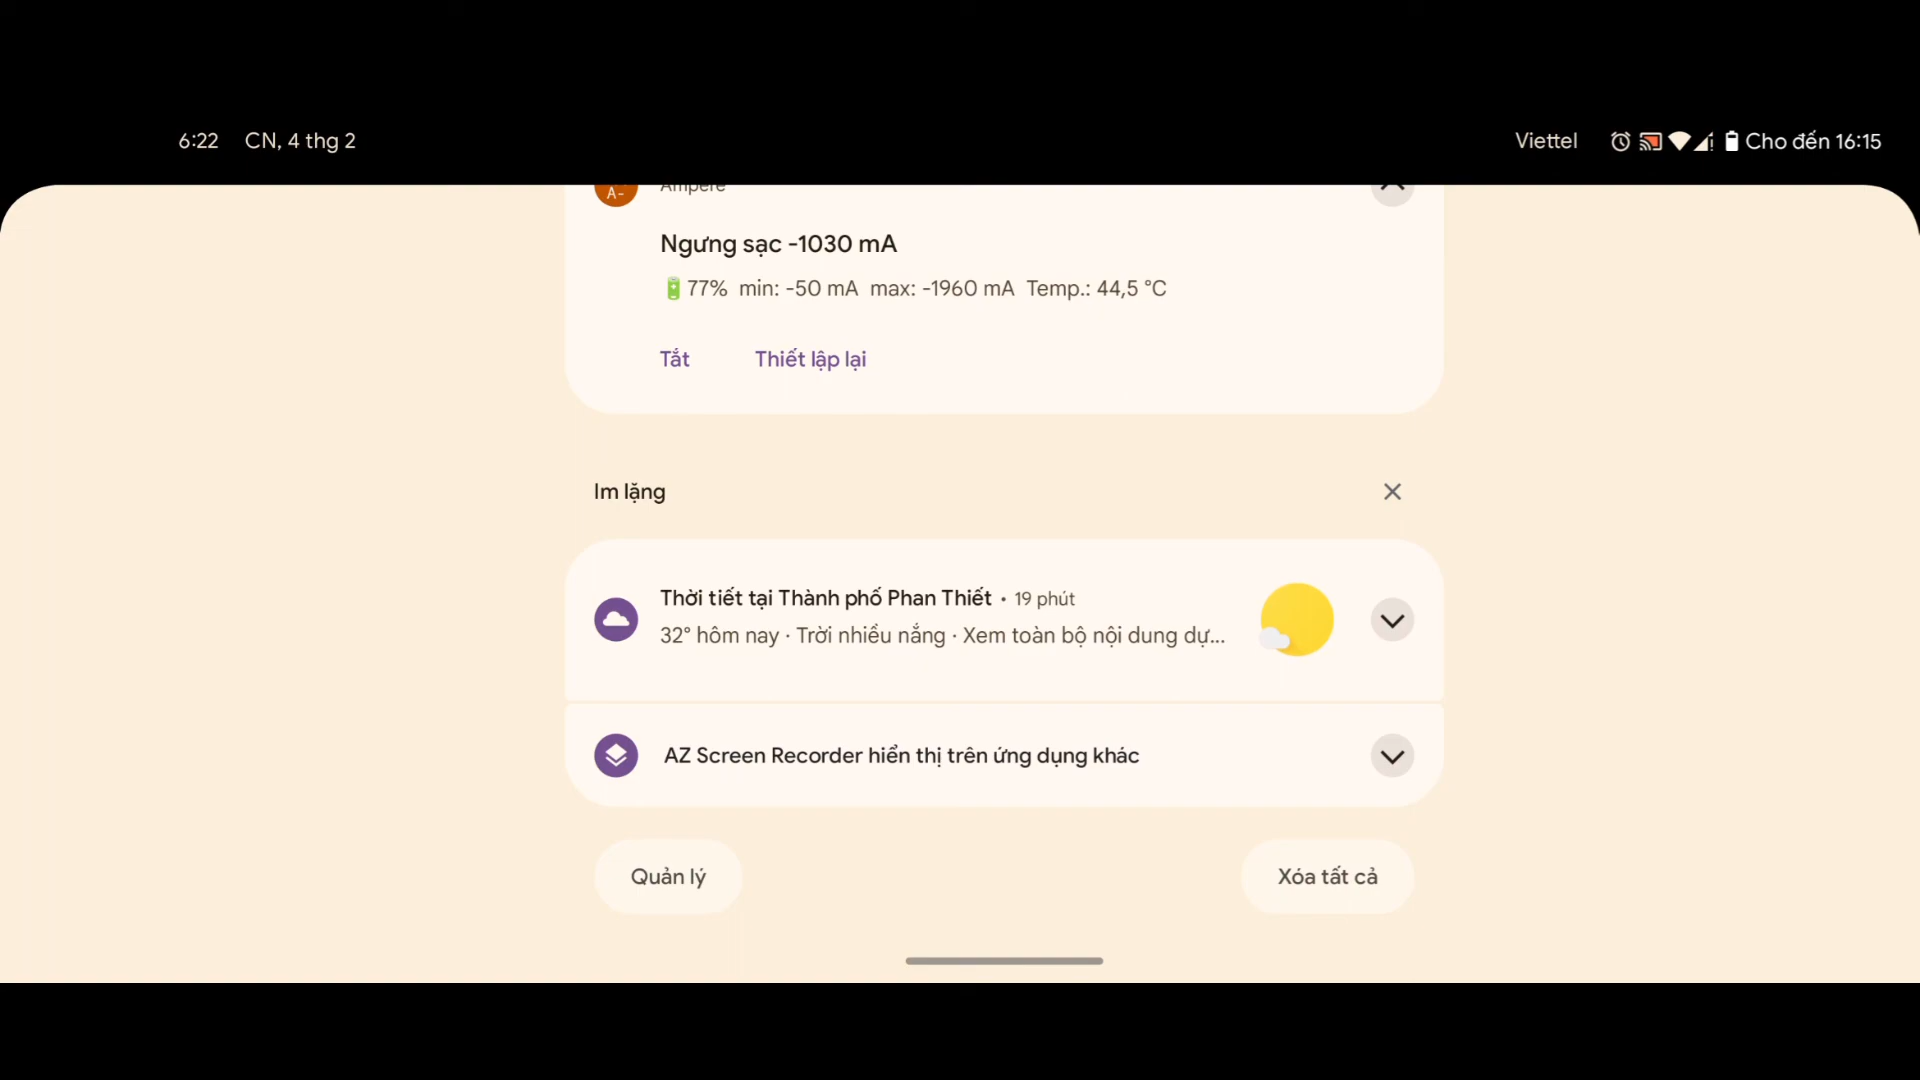 6:22 CN, 4 thg 2 Viettel Cho đến 16:15
A- Ampere
Ngưng sạc -1030 mA
77% min: -50 mA max: -1960 mA Temp.: 44,5 °C
Tắt Thiết lập lại
Im lặng
Thời tiết tại Thành phố Phan Thiết • 19 phút
32° hôm nay · Trời nhiều nắng · Xem toàn bộ nội dung dự...
AZ Screen Recorder hiển thị trên ứng dụng khác
Quản lý Xóa tất cả